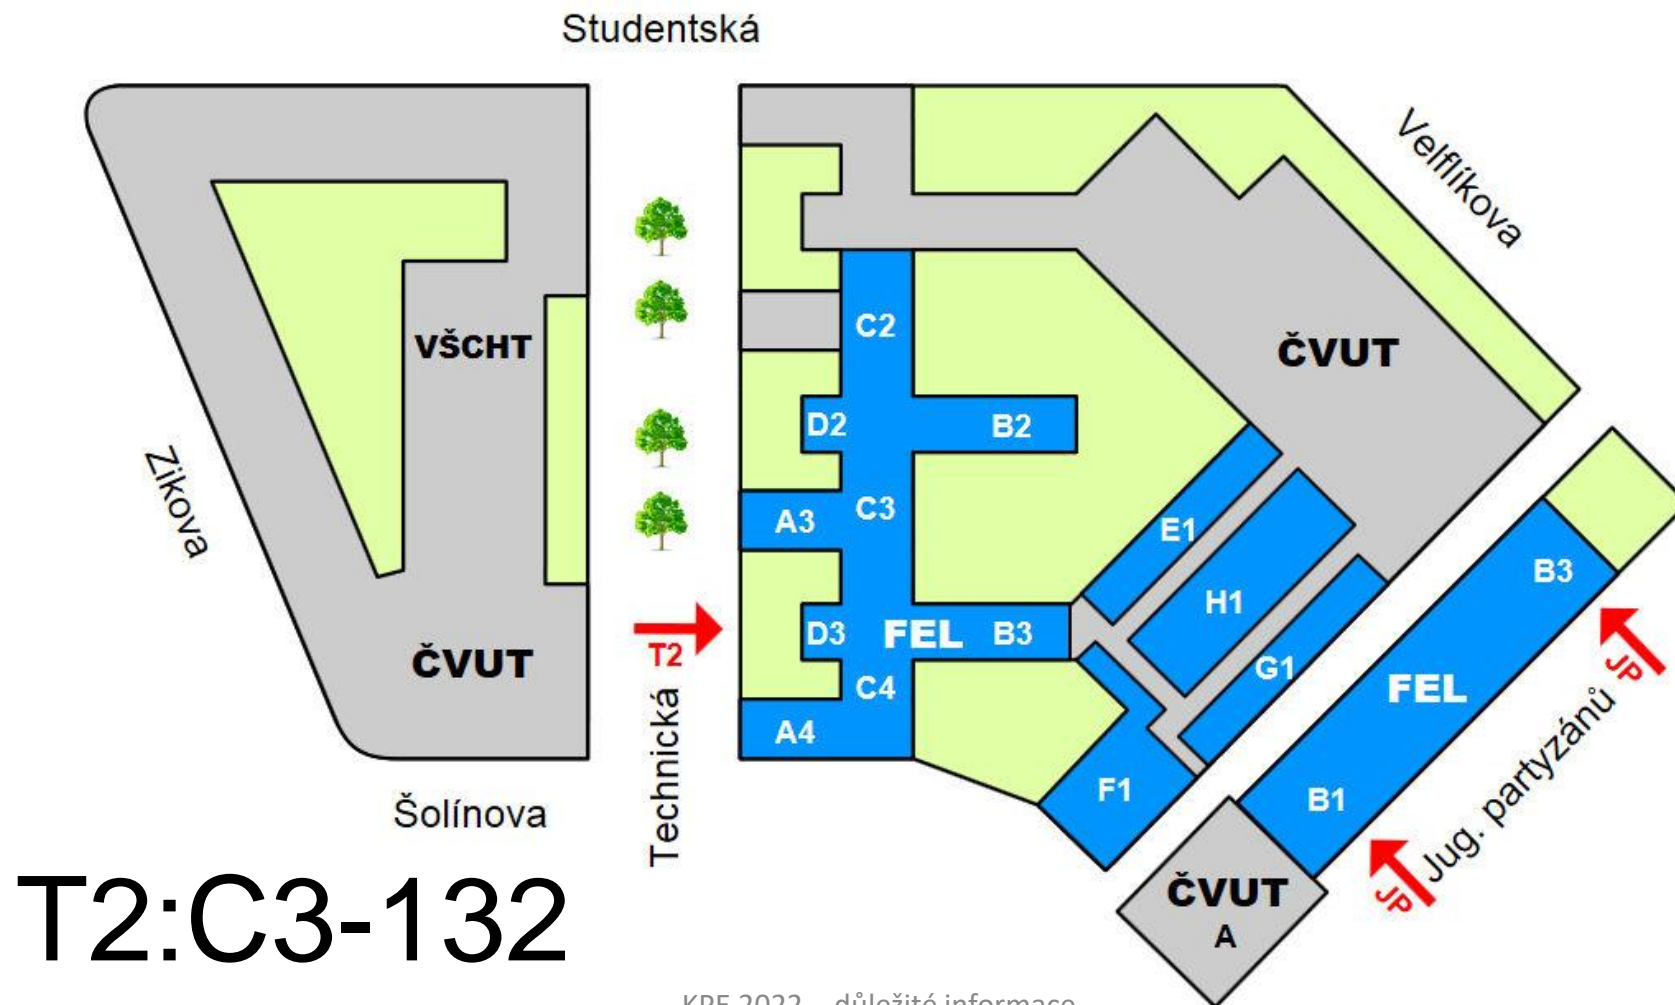 Studentská
Velflíkova
VŠCHT
ČVUT
C2
D2
B2
Zikova
A3
C3
E1
B3
H1
T2
D3
FEL
B3
ČVUT
G1
JP
C4
FEL
A4
Technická
Jug. partyzánů
F1
B1
Šolínova
JP
T2:C3-132
ČVUT
A